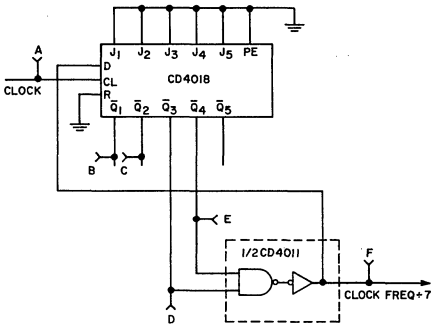 J1 J2 J3 J4 J5 PE
A
D
CL
CD4018
CLOCK
R
Q̅1 Q̅2 Q̅3 Q̅4 Q̅5
B
C
E
1/2CD4011
F
CLOCK FREQ÷7
D